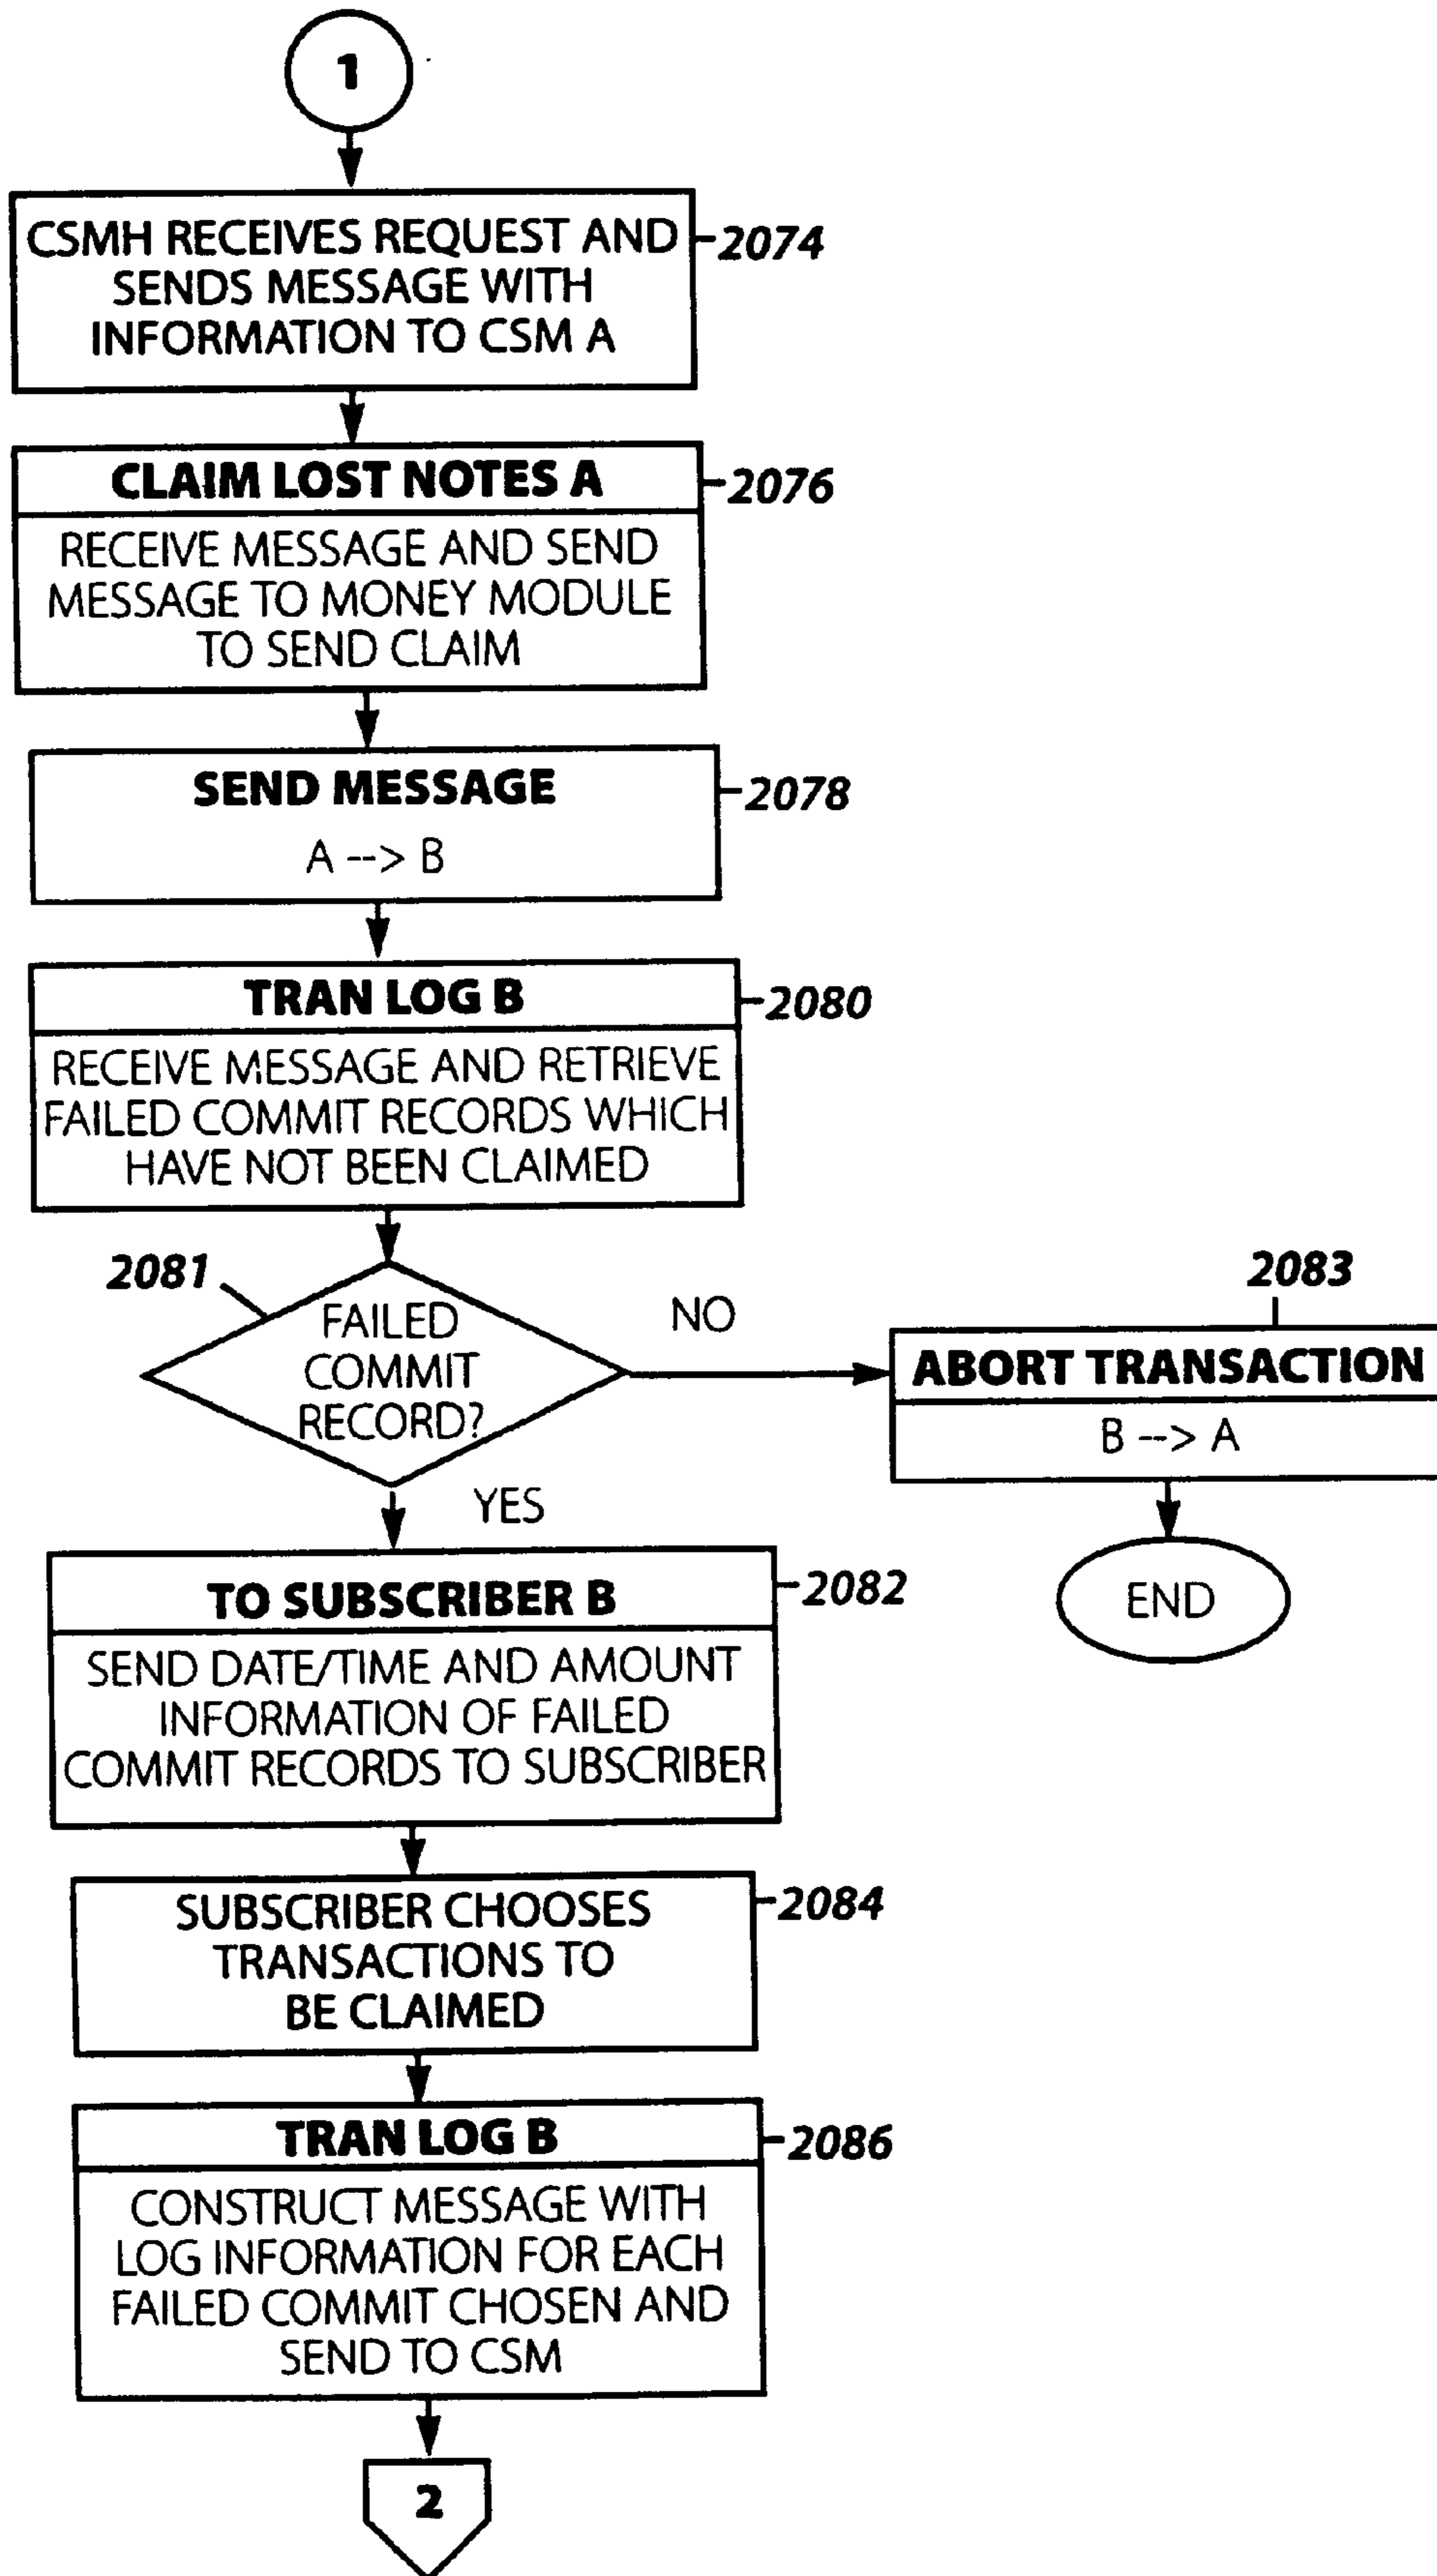 1
CSMH RECEIVES REQUEST AND
SENDS MESSAGE WITH
INFORMATION TO CSM A
2074
CLAIM LOST NOTES A
2076
RECEIVE MESSAGE AND SEND
MESSAGE TO MONEY MODULE
TO SEND CLAIM
SEND MESSAGE
2078
A --> B
TRAN LOG B
2080
RECEIVE MESSAGE AND RETRIEVE
FAILED COMMIT RECORDS WHICH
HAVE NOT BEEN CLAIMED
2081
FAILED
COMMIT
RECORD?
NO
2083
ABORT TRANSACTION
B --> A
END
YES
TO SUBSCRIBER B
2082
SEND DATE/TIME AND AMOUNT
INFORMATION OF FAILED
COMMIT RECORDS TO SUBSCRIBER
SUBSCRIBER CHOOSES
TRANSACTIONS TO
BE CLAIMED
2084
TRAN LOG B
2086
CONSTRUCT MESSAGE WITH
LOG INFORMATION FOR EACH
FAILED COMMIT CHOSEN AND
SEND TO CSM
2